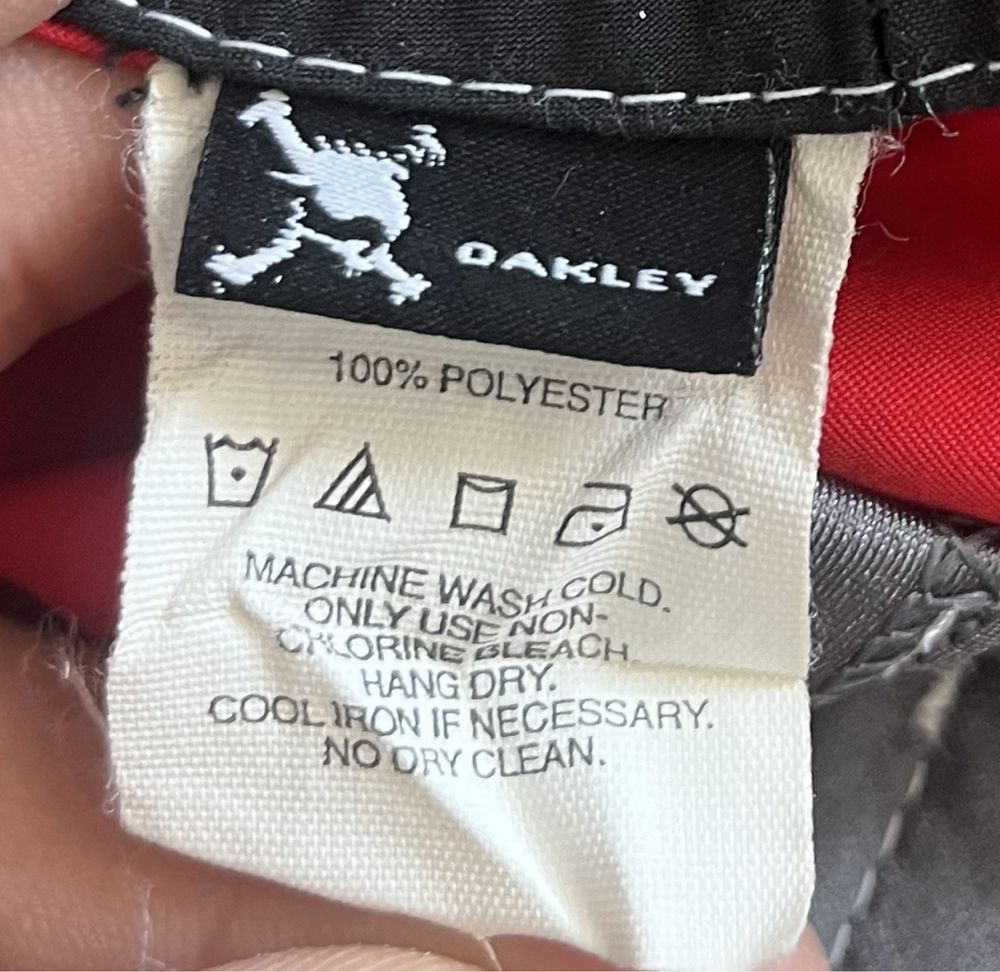 OAKLEY
100% POLYESTER
MACHINE WASH COLD.
ONLY USE NON-
CHLORINE BLEACH
HANG DRY.
COOL IRON IF NECESSARY.
NO DRY CLEAN.